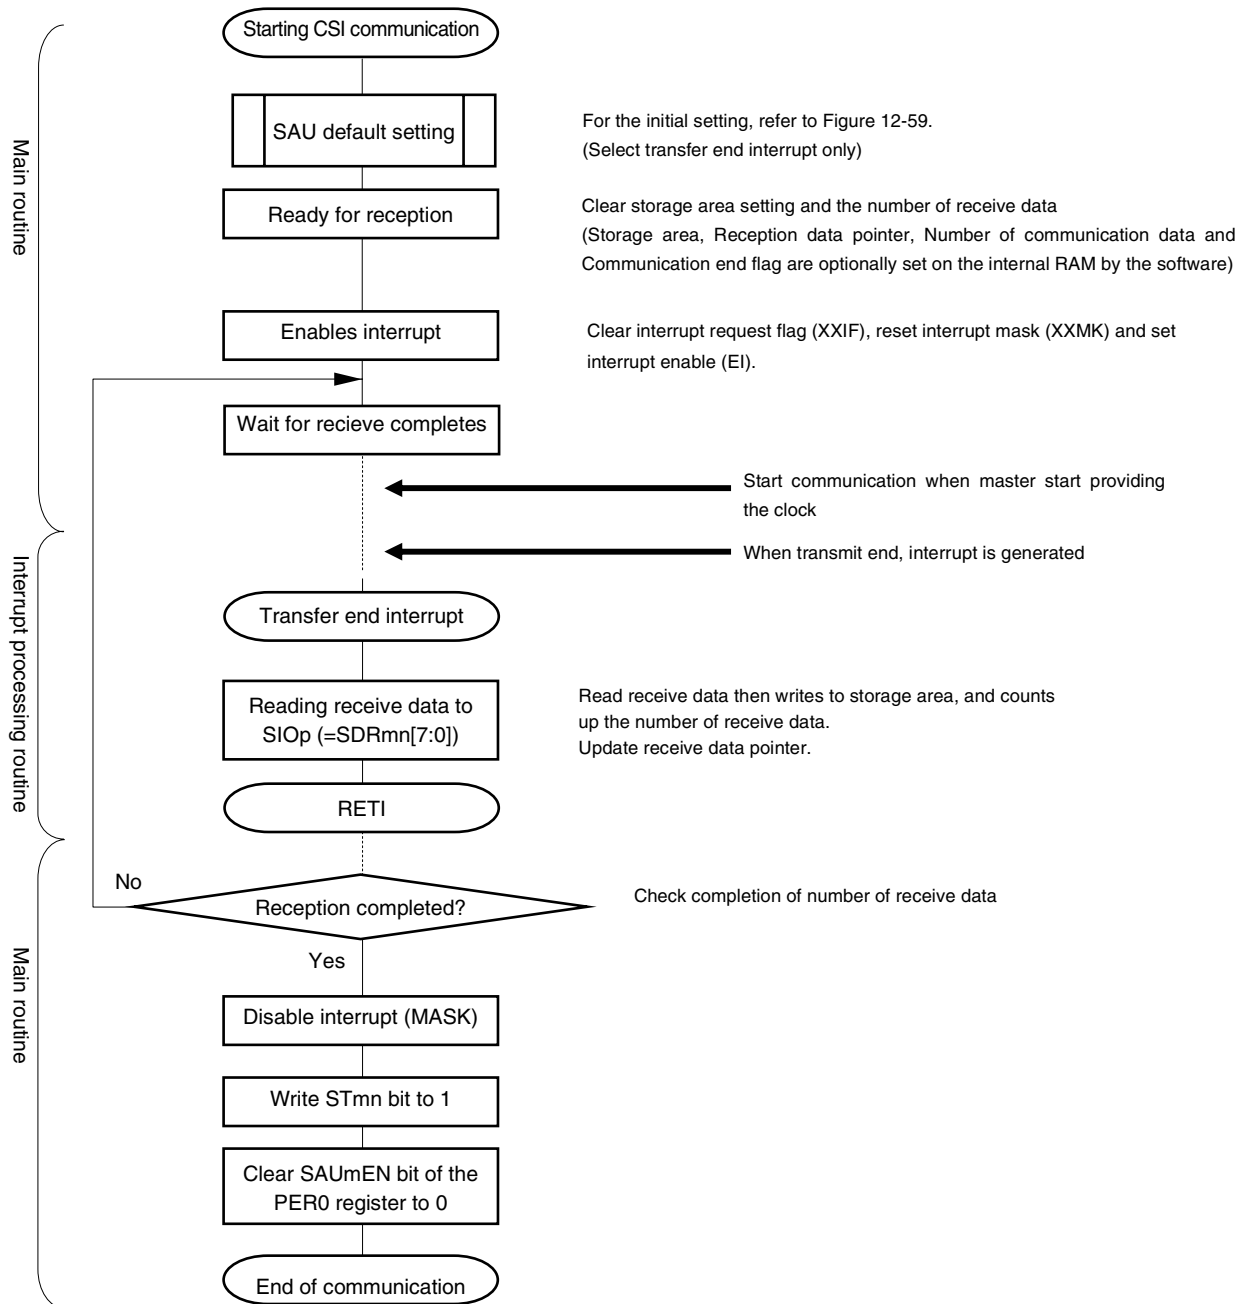 Starting CSI communication
SAU default setting
For the initial setting, refer to Figure 12-59.
(Select transfer end interrupt only)
Main routine
Ready for reception
Clear storage area setting and the number of receive data
(Storage area, Reception data pointer, Number of communication data and
Communication end flag are optionally set on the internal RAM by the software)
Enables interrupt
Clear interrupt request flag (XXIF), reset interrupt mask (XXMK) and set
interrupt enable (EI).
Wait for recieve completes
Start communication when master start providing
the clock
When transmit end, interrupt is generated
Interrupt processing routine
Transfer end interrupt
Reading receive data to
SIOp (=SDRmn[7:0])
Read receive data then writes to storage area, and counts
up the number of receive data.
Update receive data pointer.
RETI
No
Reception completed?
Check completion of number of receive data
Yes
Main routine
Disable interrupt (MASK)
Write STmn bit to 1
Clear SAUmEN bit of the
PER0 register to 0
End of communication